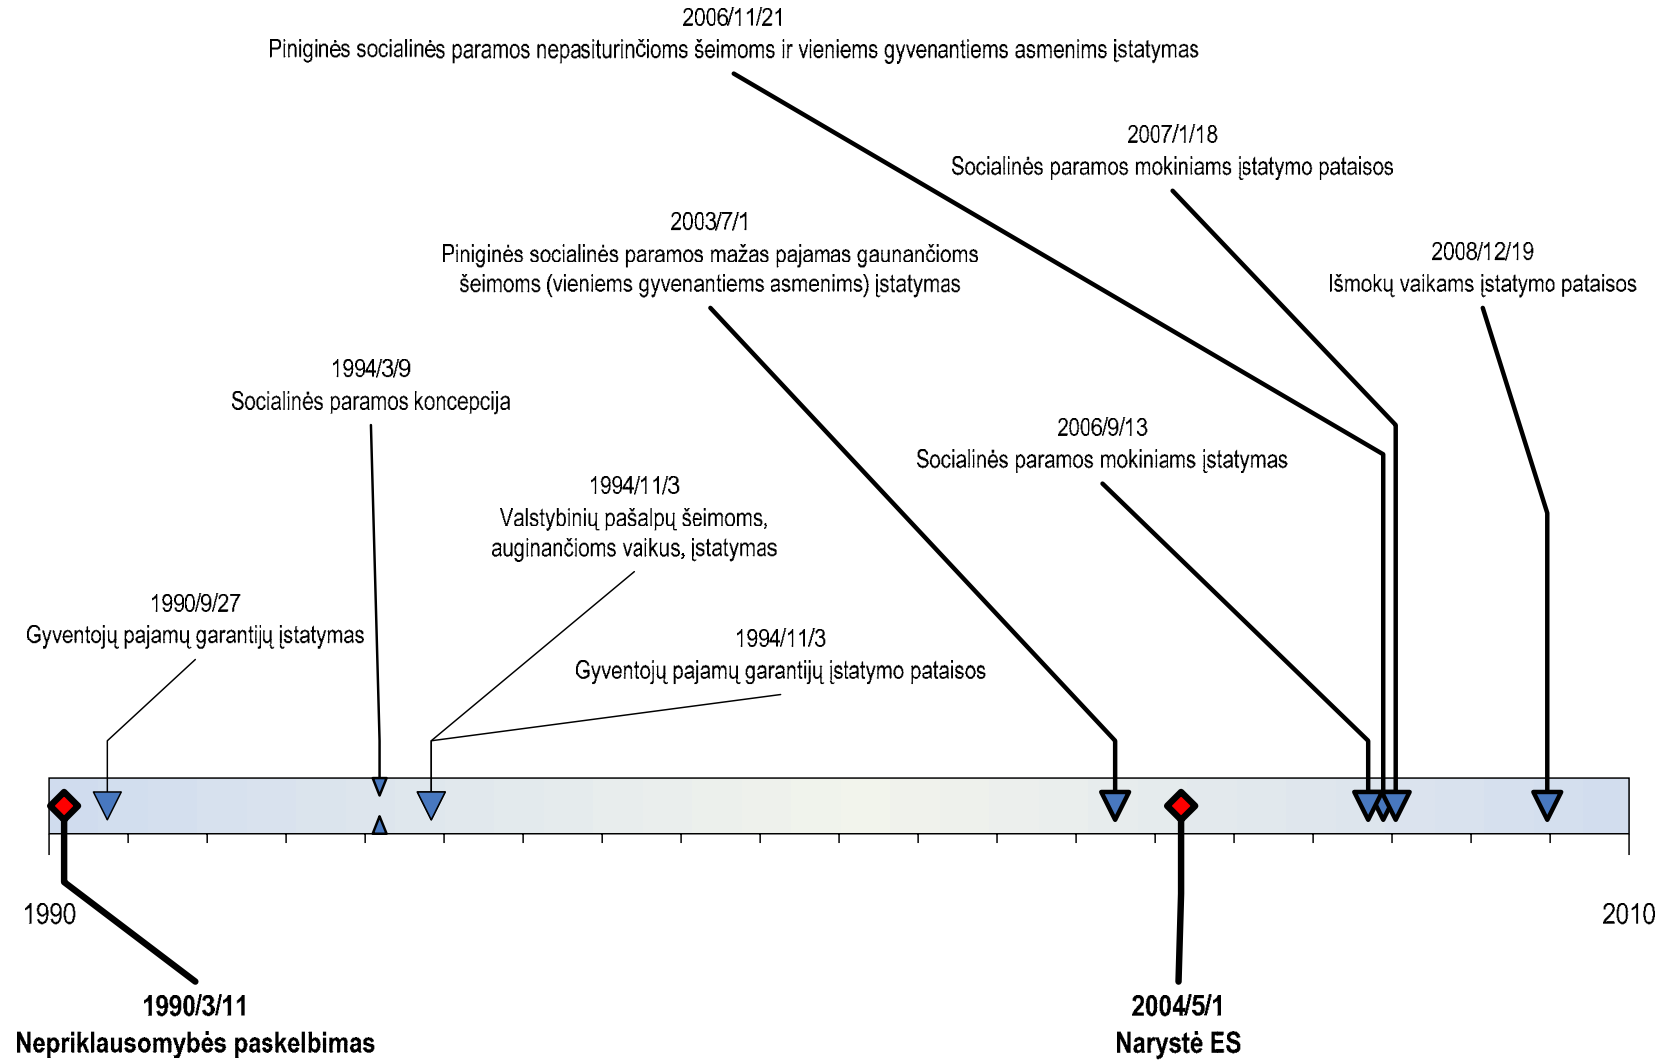 2006/11/21
Piniginės socialinės paramos nepasiturinčioms šeimoms ir vieniems gyvenantiems asmenims įstatymas
2007/1/18
Socialinės paramos mokiniams įstatymo pataisos
2003/7/1
Piniginės socialinės paramos mažas pajamas gaunančioms
šeimoms (vieniems gyvenantiems asmenims) įstatymas
2008/12/19
Išmokų vaikams įstatymo pataisos
1994/3/9
Socialinės paramos koncepcija
2006/9/13
Socialinės paramos mokiniams įstatymas
1994/11/3
Valstybinių pašalpų šeimoms,
auginančioms vaikus, įstatymas
1990/9/27
Gyventojų pajamų garantijų įstatymas
1994/11/3
Gyventojų pajamų garantijų įstatymo pataisos
1990
2010
1990/3/11
Nepriklausomybės paskelbimas
2004/5/1
Narystė ES